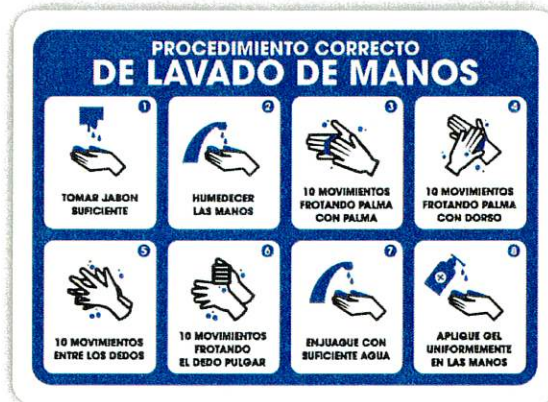 PROCEDIMIENTO CORRECTO
DE LAVADO DE MANOS
1
TOMAR JABON
SUFICIENTE
2
HUMEDECER
LAS MANOS
3
10 MOVIMIENTOS
FROTANDO PALMA
CON PALMA
4
10 MOVIMIENTOS
FROTANDO PALMA
CON DORSO
5
10 MOVIMIENTOS
ENTRE LOS DEDOS
6
10 MOVIMIENTOS
FROTANDO
EL DEDO PULGAR
7
ENJUAGUE CON
SUFICIENTE AGUA
8
APLIQUE GEL
UNIFORMEMENTE
EN LAS MANOS